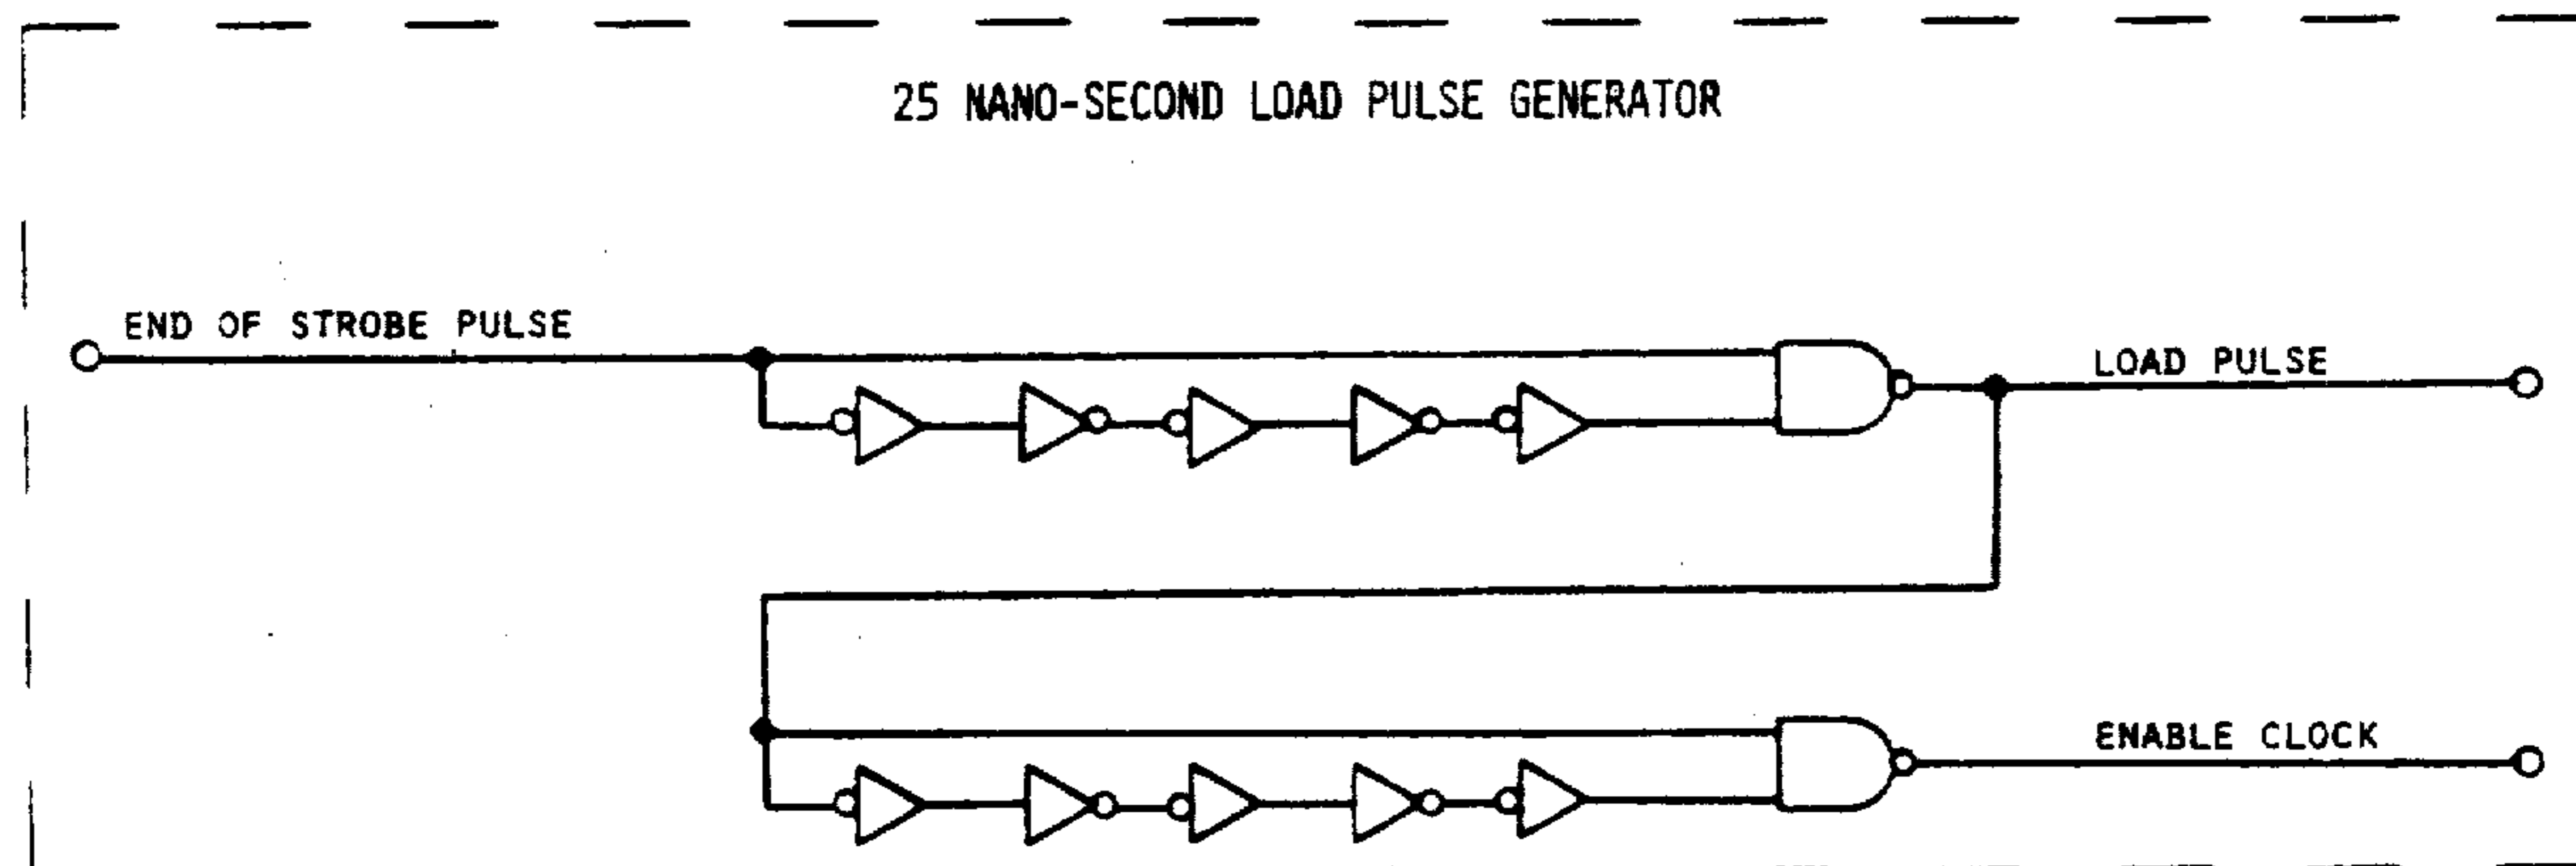 25 NANO-SECOND LOAD PULSE GENERATOR
END OF STROBE PULSE
LOAD PULSE
ENABLE CLOCK